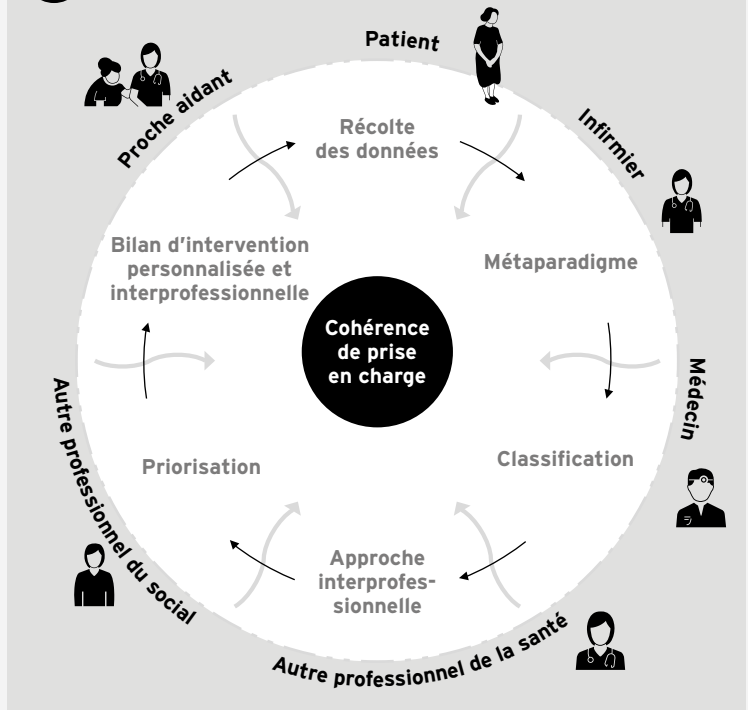 Patient
Proche aidant
Infirmier
Récolte
des données
Bilan d’intervention
personnalisée et
interprofessionnelle
Métaparadigme
Cohérence
de prise
en charge
Médecin
Autre professionnel du social
Priorisation
Classification
Approche
interprofes-
sionnelle
Autre professionnel de la santé